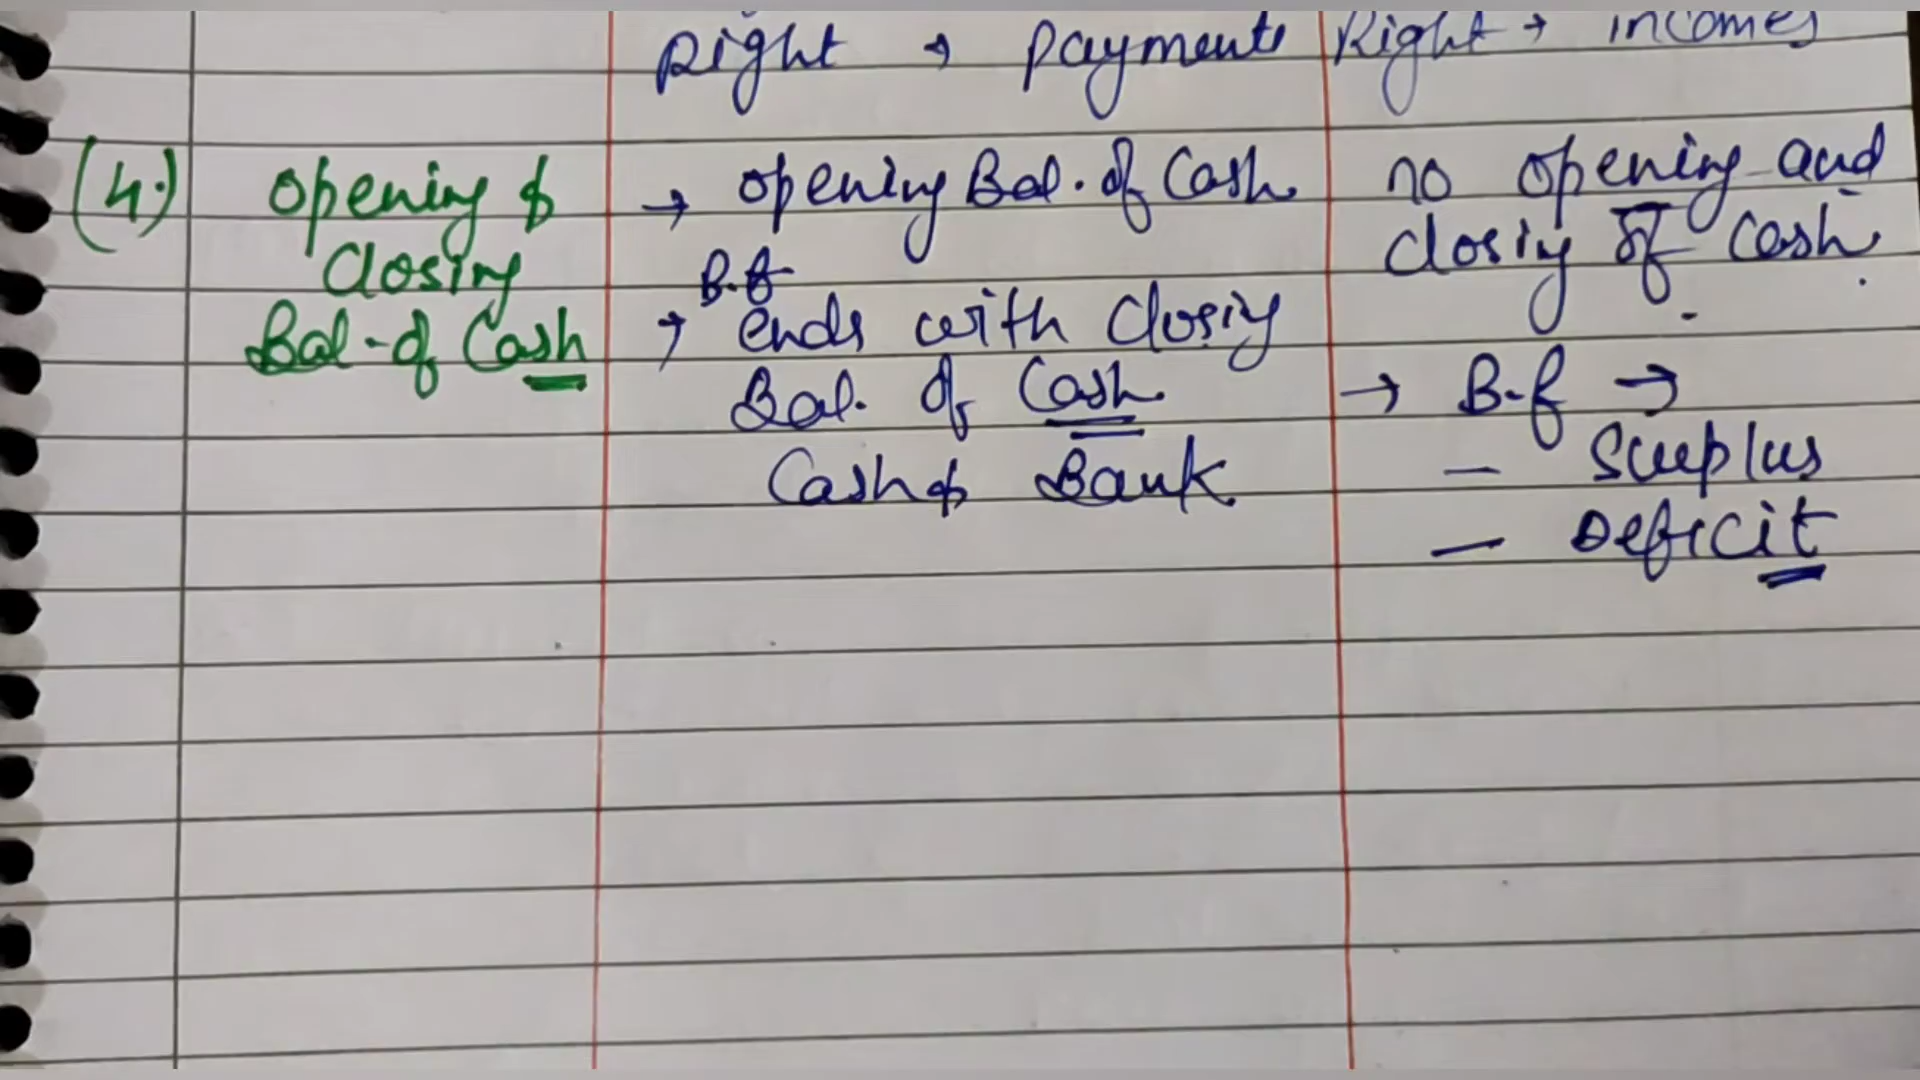 Right → Payments
Right → incomes
(4.)
Opening &
Closing
Bal. of Cash
→ opening Bal. of Cash
B.f
→ ends with Closing
Bal. of Cash
Cash & Bank
no opening and
closing of cash.
→ B.f →
— Surplus
— Deficit